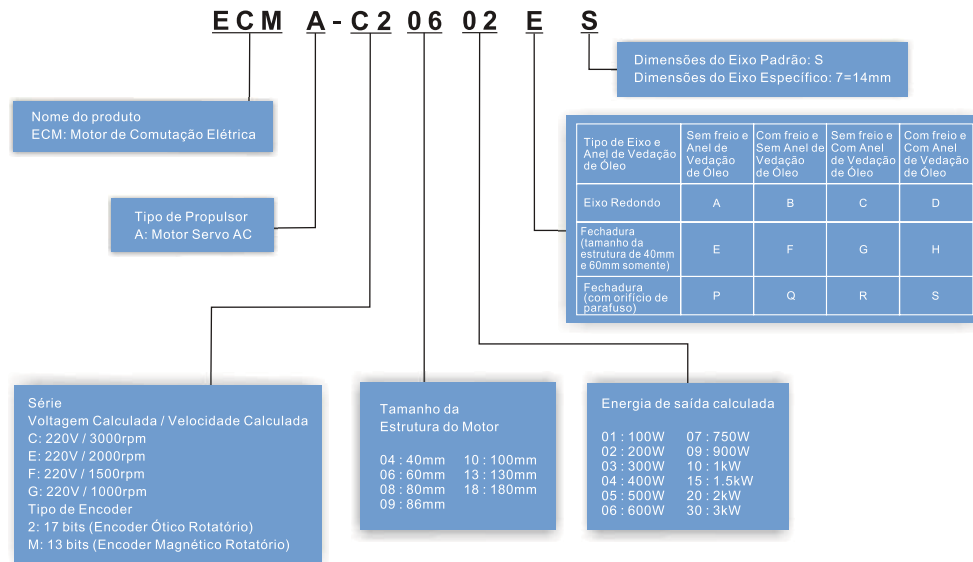 ECMA-C20602ES
Dimensões do Eixo Padrão: S
Dimensões do Eixo Específico: 7=14mm
Nome do produto
ECM: Motor de Comutação Elétrica
Tipo de Propulsor
A: Motor Servo AC
Tipo de Eixo e
Anel de Vedação
de Óleo
Sem freio e
Anel de
Vedação
de Óleo
Com freio e
Sem Anel de
Vedação
de Óleo
Sem freio e
Com Anel
de Vedação
de Óleo
Com freio e
Com Anel
de Vedação
de Óleo
Eixo Redondo A B C D
Fechadura
(tamanho da
estrutura de 40mm
e 60mm somente)
E F G H
Fechadura
(com orifício de
parafuso)
P Q R S
Série
Voltagem Calculada / Velocidade Calculada
C: 220V / 3000rpm
E: 220V / 2000rpm
F: 220V / 1500rpm
G: 220V / 1000rpm
Tipo de Encoder
2: 17 bits (Encoder Ótico Rotatório)
M: 13 bits (Encoder Magnético Rotatório)
Tamanho da
Estrutura do Motor
04 : 40mm 10 : 100mm
06 : 60mm 13 : 130mm
08 : 80mm 18 : 180mm
09 : 86mm
Energia de saída calculada
01 : 100W 07 : 750W
02 : 200W 09 : 900W
03 : 300W 10 : 1kW
04 : 400W 15 : 1.5kW
05 : 500W 20 : 2kW
06 : 600W 30 : 3kW